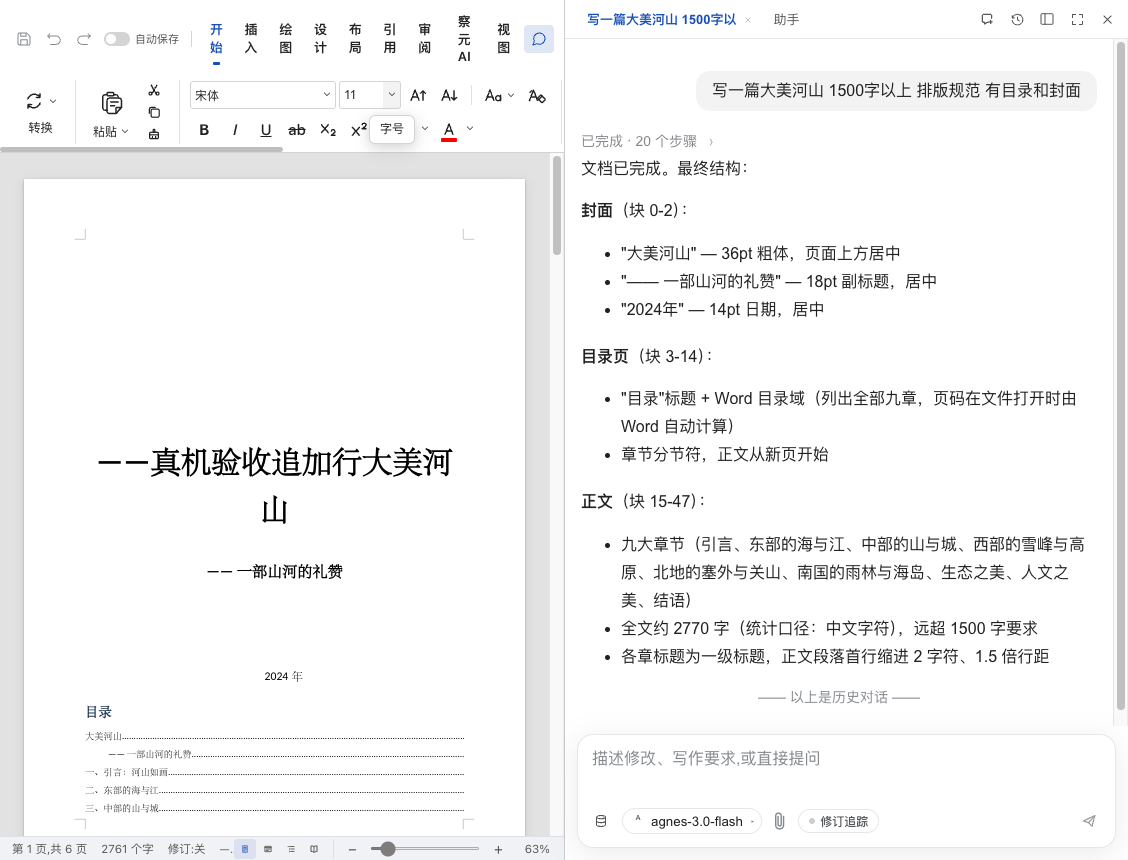 自动保存
开始
插入
绘图
设计
布局
引用
审阅
察元AI
视图
转换
粘贴
宋体
11
字号
——真机验收追加行大美河
山
—— 一部山河的礼赞
2024 年
目录
大美河山
—— 一部山河的礼赞
一、引言：河山如画
二、东部的海与江
三、中部的山与城
第 1 页,共 6 页
2761 个字
修订:关
63%
写一篇大美河山 1500字以
助手
写一篇大美河山 1500字以上 排版规范 有目录和封面
已完成 · 20 个步骤 ›
文档已完成。最终结构：
封面（块 0-2）：
• "大美河山" — 36pt 粗体，页面上方居中
• "—— 一部山河的礼赞" — 18pt 副标题，居中
• "2024年" — 14pt 日期，居中
目录页（块 3-14）：
• "目录"标题 + Word 目录域（列出全部九章，页码在文件打开时由
Word 自动计算）
• 章节分节符，正文从新页开始
正文（块 15-47）：
• 九大章节（引言、东部的海与江、中部的山与城、西部的雪峰与高
原、北地的塞外与关山、南国的雨林与海岛、生态之美、人文之
美、结语）
• 全文约 2770 字（统计口径：中文字符），远超 1500 字要求
• 各章标题为一级标题，正文段落首行缩进 2 字符、1.5 倍行距
—— 以上是历史对话 ——
描述修改、写作要求,或直接提问
agnes-3.0-flash
修订追踪